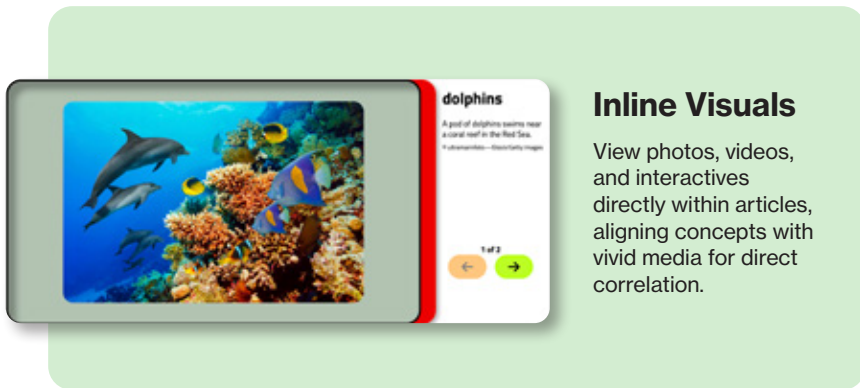 dolphins
A pod of dolphins swims near
a coral reef in the Red Sea.
1 of 2
Inline Visuals
View photos, videos,
and interactives
directly within articles,
aligning concepts with
vivid media for direct
correlation.